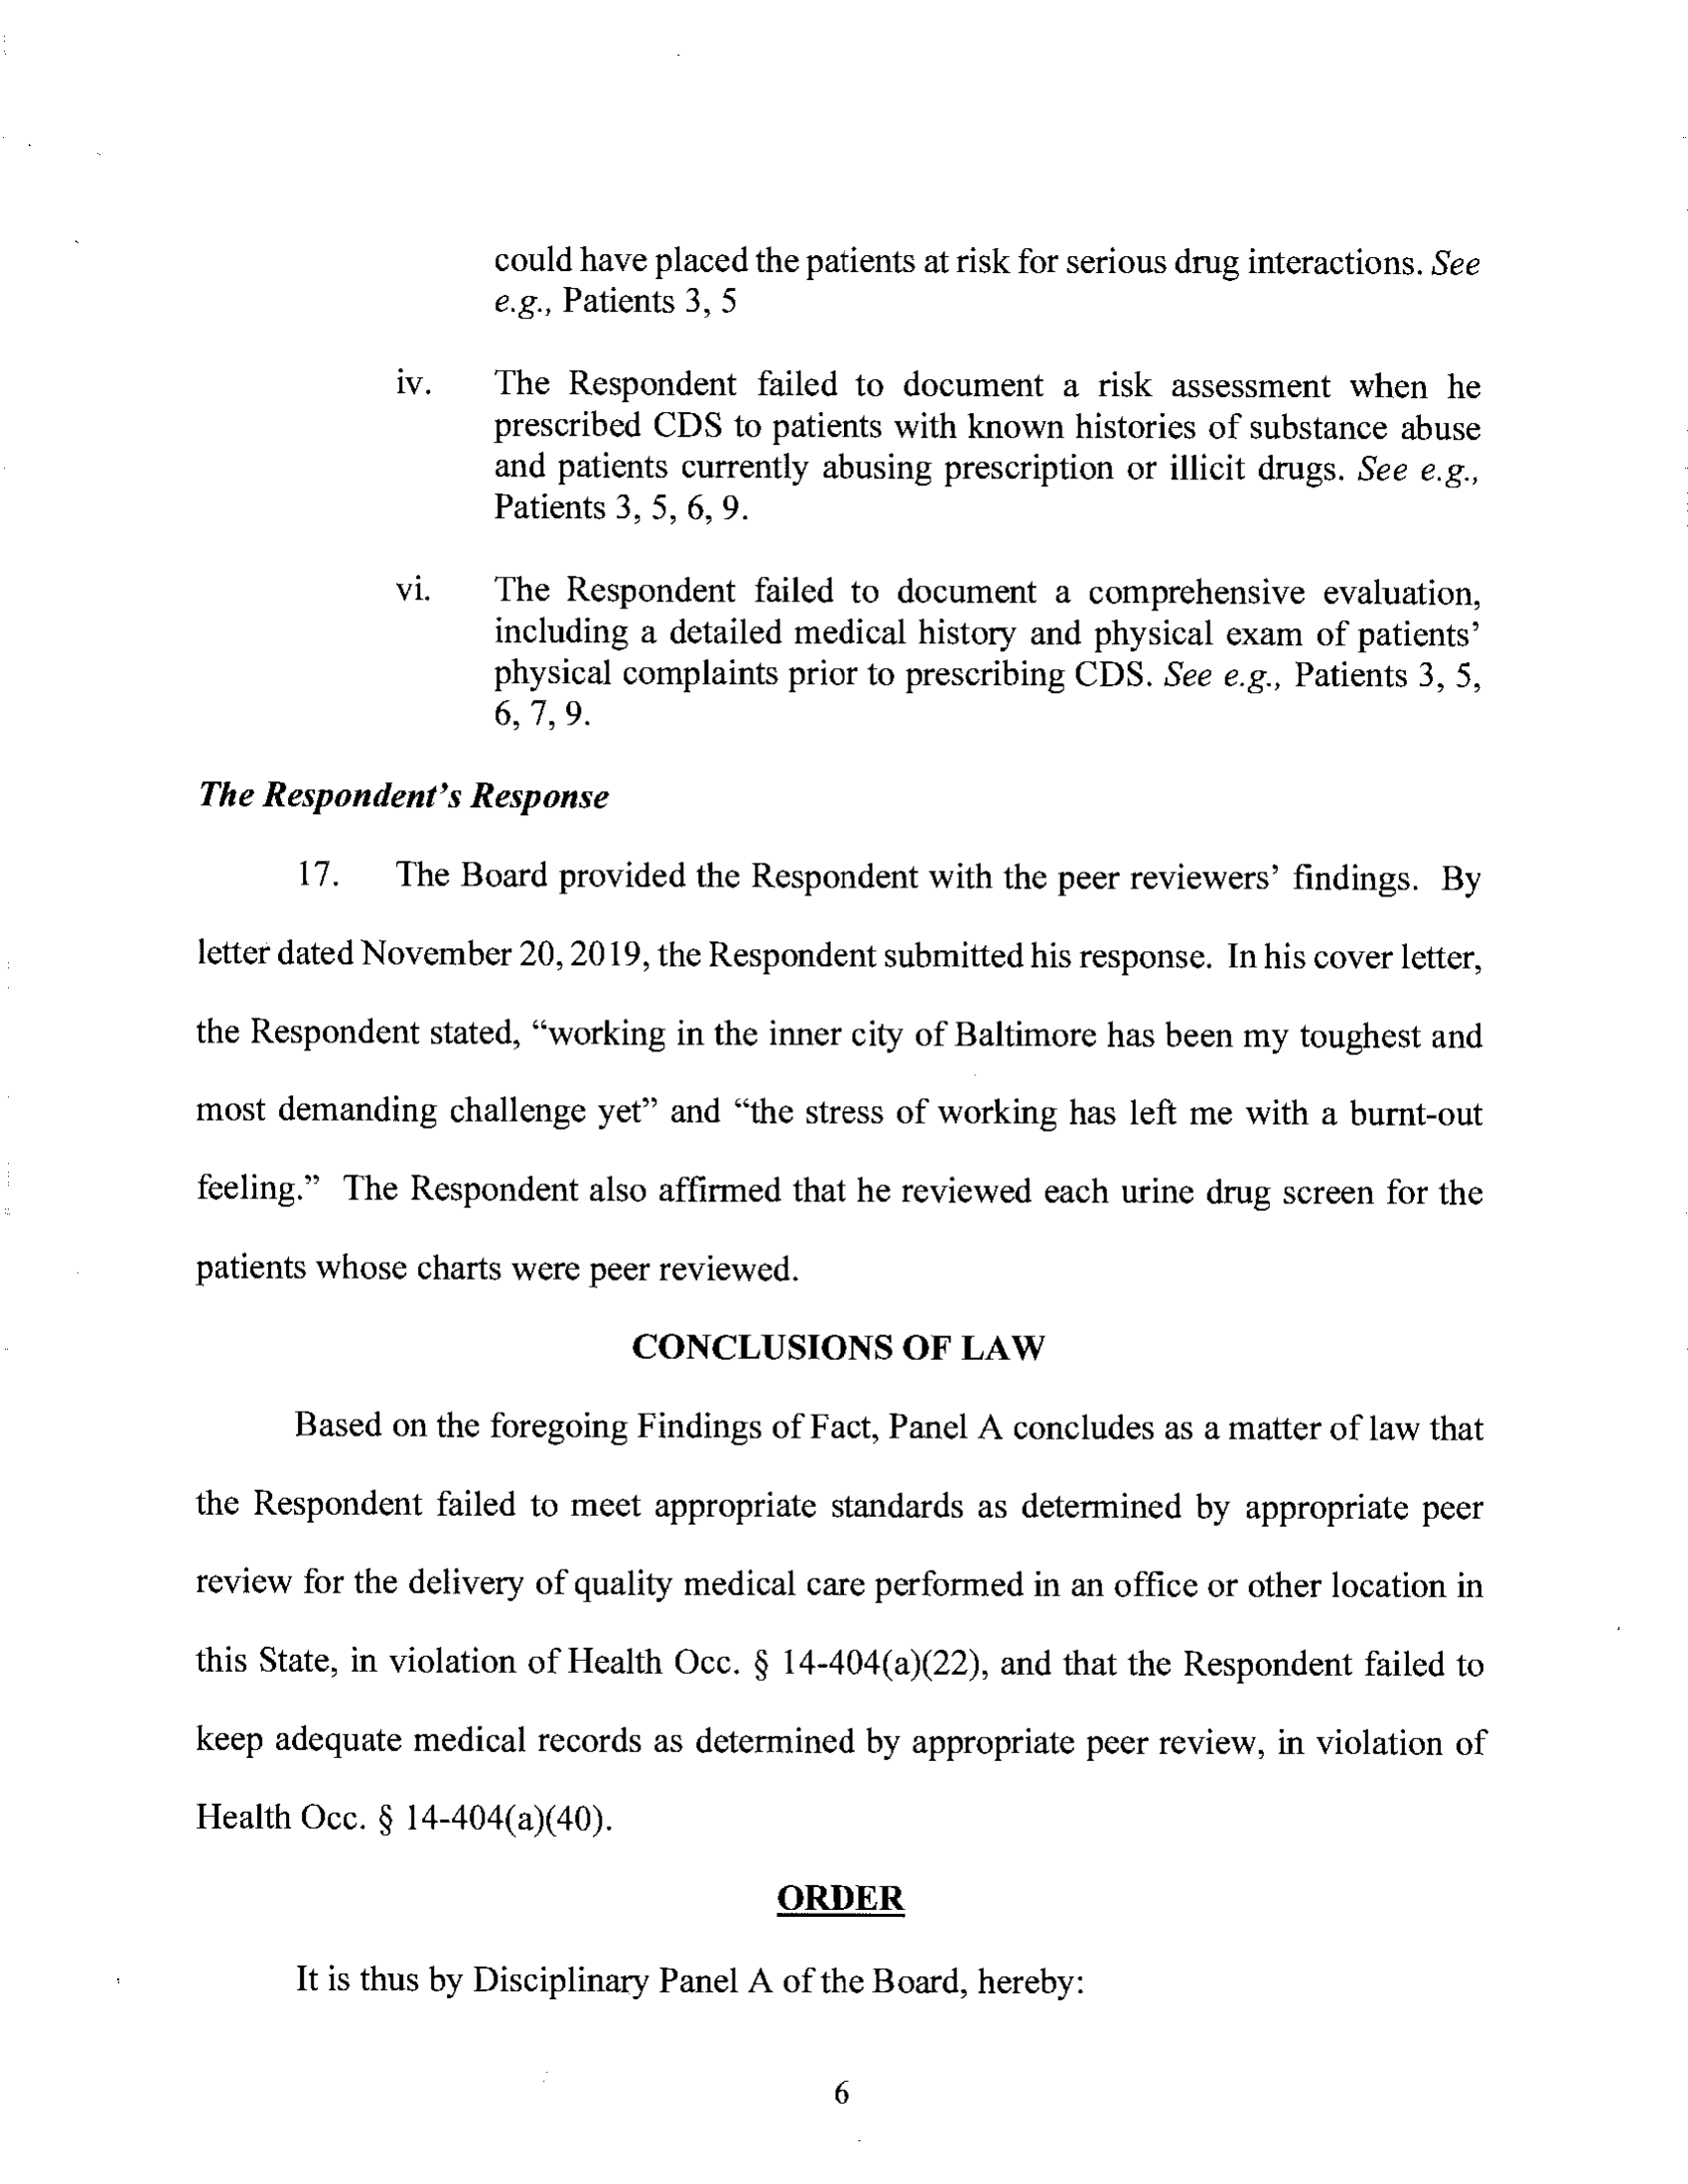 could have placed the patients at risk for serious drug interactions. See
e.g., Patients 3, 5
iv. The Respondent failed to document a risk assessment when he
prescribed CDS to patients with known histories of substance abuse
and patients currently abusing prescription or illicit drugs. See e.g.,
Patients 3, 5, 6, 9.
vi. The Respondent failed to document a comprehensive evaluation,
including a detailed medical history and physical exam of patients’
physical complaints prior to prescribing CDS. See e.g., Patients 3, 5,
6, 7, 9.
The Respondent’s Response
17. The Board provided the Respondent with the peer reviewers’ findings. By
letter dated November 20, 2019, the Respondent submitted his response. In his cover letter,
the Respondent stated, “working in the inner city of Baltimore has been my toughest and
most demanding challenge yet” and “the stress of working has left me with a burnt-out
feeling.” The Respondent also affirmed that he reviewed each urine drug screen for the
patients whose charts were peer reviewed.
CONCLUSIONS OF LAW
Based on the foregoing Findings of Fact, Panel A concludes as a matter of law that
the Respondent failed to meet appropriate standards as determined by appropriate peer
review for the delivery of quality medical care performed in an office or other location in
this State, in violation of Health Occ. § 14-404(a)(22), and that the Respondent failed to
keep adequate medical records as determined by appropriate peer review, in violation of
Health Occ. § 14-404(a)(40).
ORDER
It is thus by Disciplinary Panel A of the Board, hereby:
6